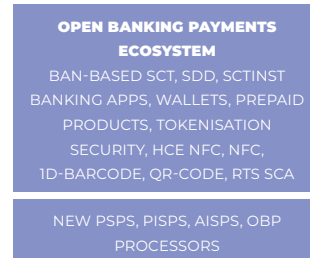 OPEN BANKING PAYMENTS
ECOSYSTEM
BAN-BASED SCT, SDD, SCTINST
BANKING APPS, WALLETS, PREPAID
PRODUCTS, TOKENISATION
SECURITY, HCE NFC, NFC,
1D-BARCODE, QR-CODE, RTS SCA
NEW PSPS, PISPS, AISPS, OBP
PROCESSORS